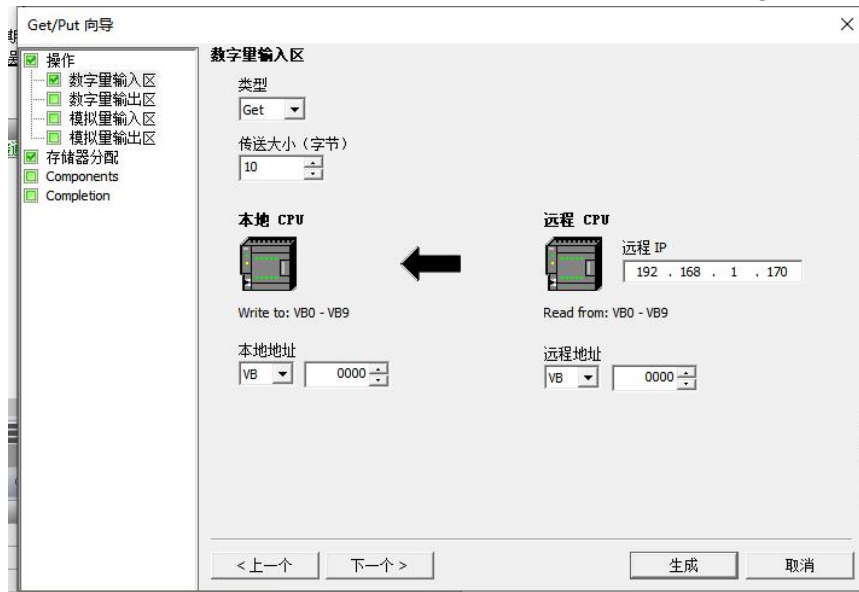 Get/Put 向导
操作
数字量输入区
数字量输出区
模拟量输入区
模拟量输出区
存储器分配
Components
Completion
数字量输入区
类型
Get
传送大小（字节）
10
本地 CPU
远程 CPU
远程 IP
192 . 168 . 1 . 170
Write to: VB0 - VB9
Read from: VB0 - VB9
本地地址
VB 0000
远程地址
VB 0000
<上一个
下一个>
生成
取消